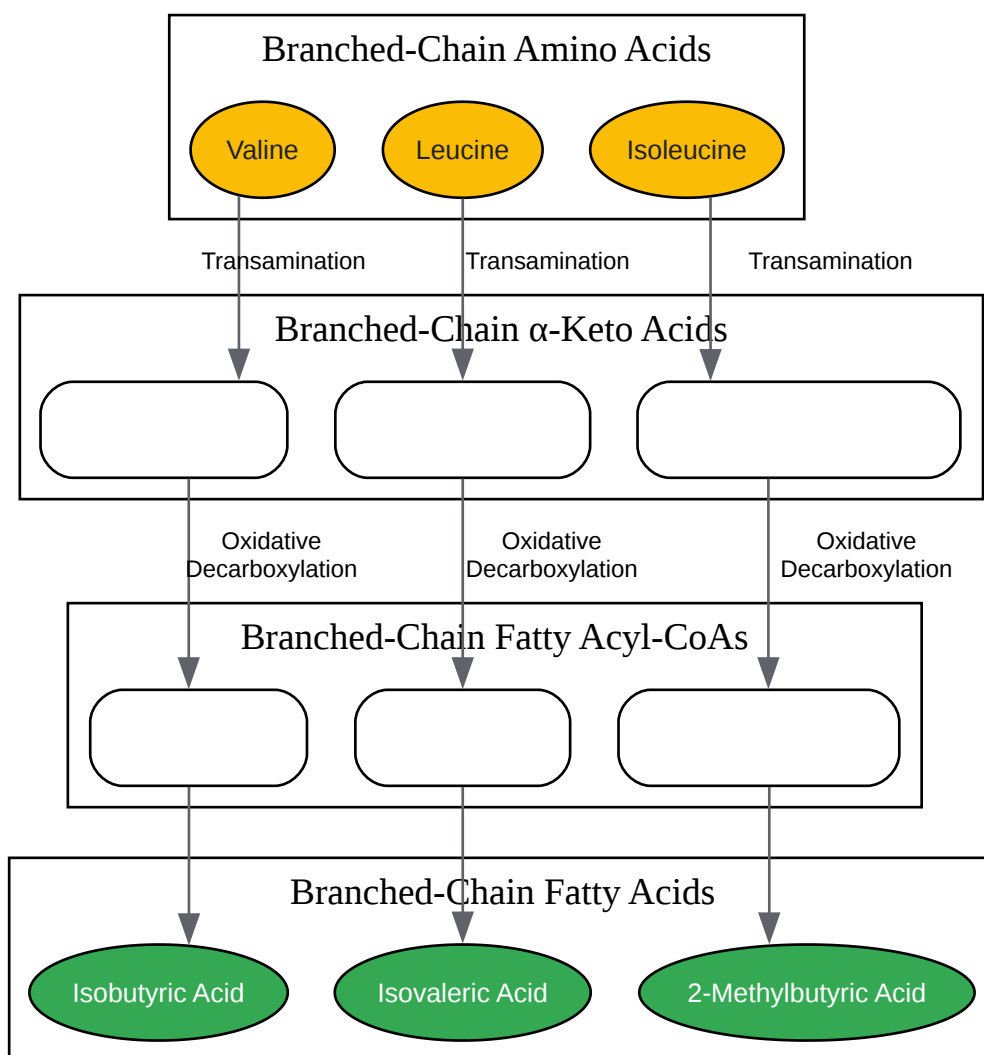 Branched-Chain Amino Acids
Valine
Leucine
Isoleucine
Transamination
Transamination
Transamination
Branched-Chain α-Keto Acids
Oxidative
Decarboxylation
Oxidative
Decarboxylation
Oxidative
Decarboxylation
Branched-Chain Fatty Acyl-CoAs
Branched-Chain Fatty Acids
Isobutyric Acid
Isovaleric Acid
2-Methylbutyric Acid